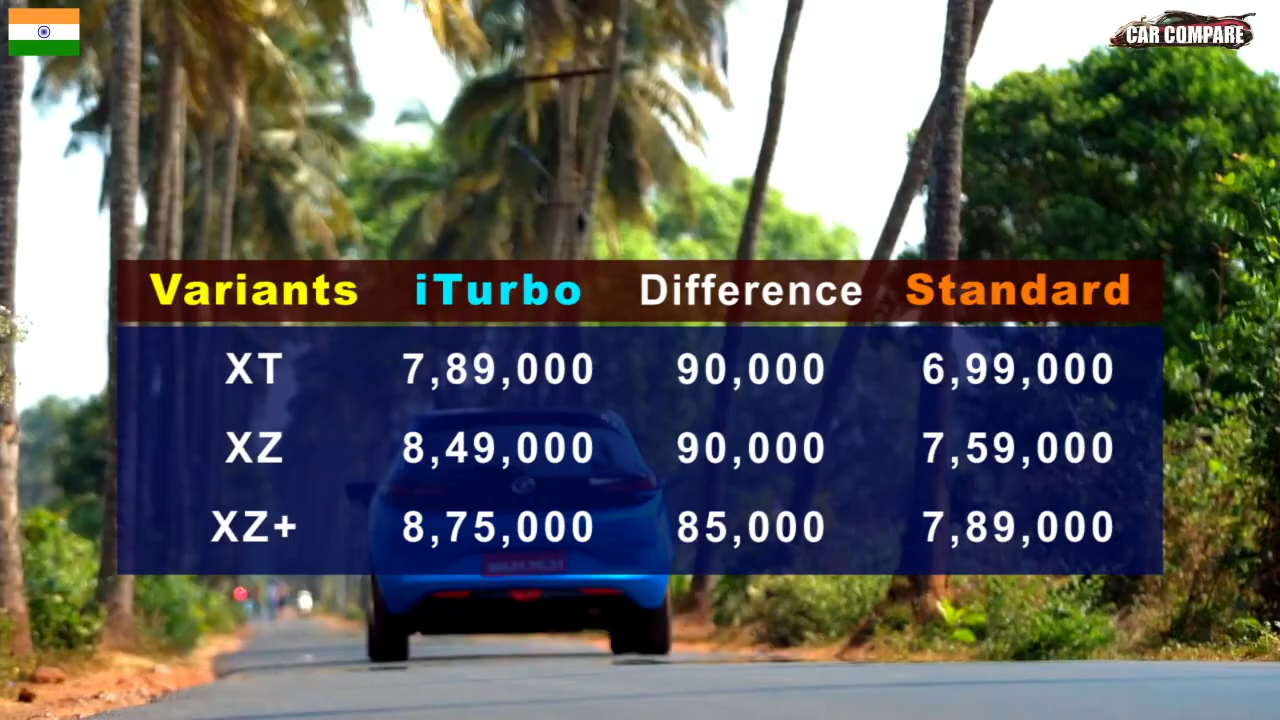 CAR COMPARE
Variants iTurbo Difference Standard
XT 7,89,000 90,000 6,99,000
XZ 8,49,000 90,000 7,59,000
XZ+ 8,75,000 85,000 7,89,000